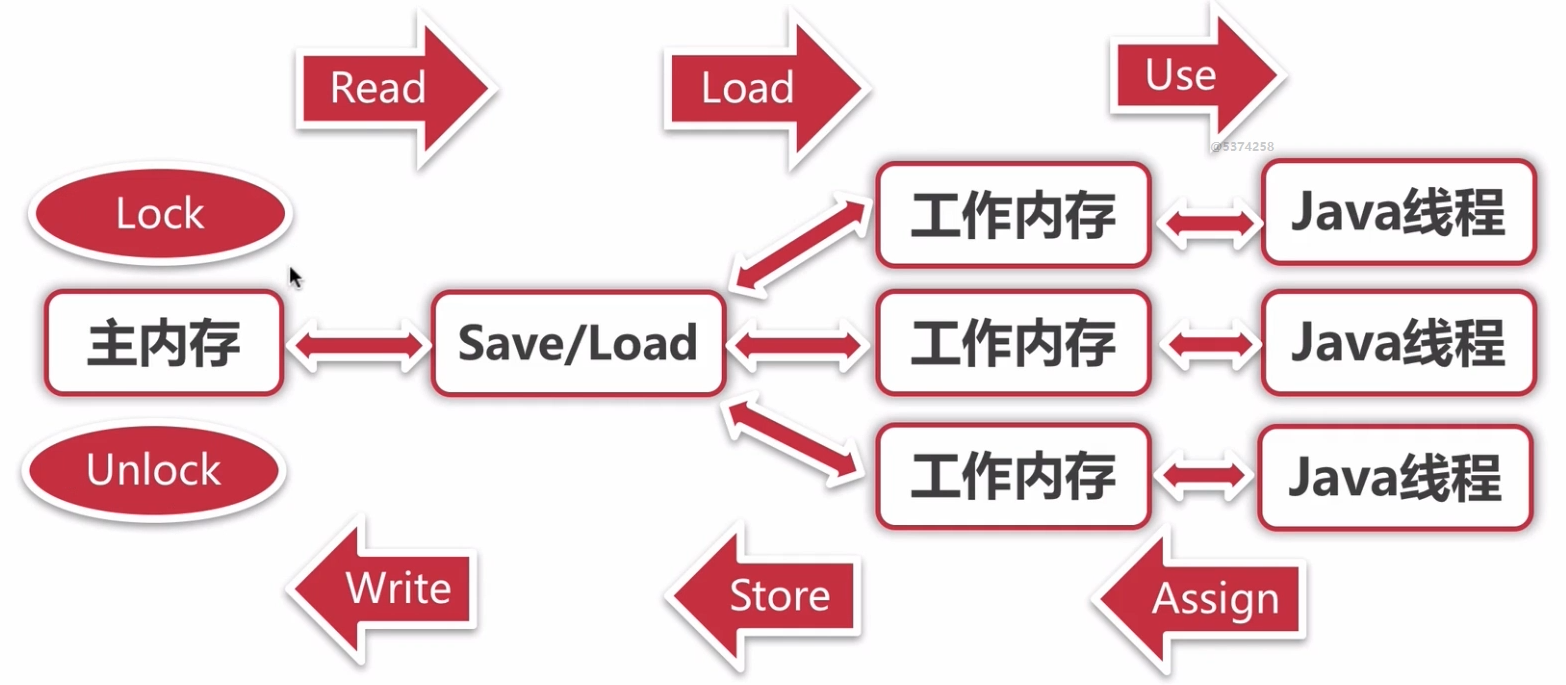 Read
Load
Use
@5374258
Lock
工作内存
Java线程
主内存
Save/Load
工作内存
Java线程
Unlock
工作内存
Java线程
Write
Store
Assign